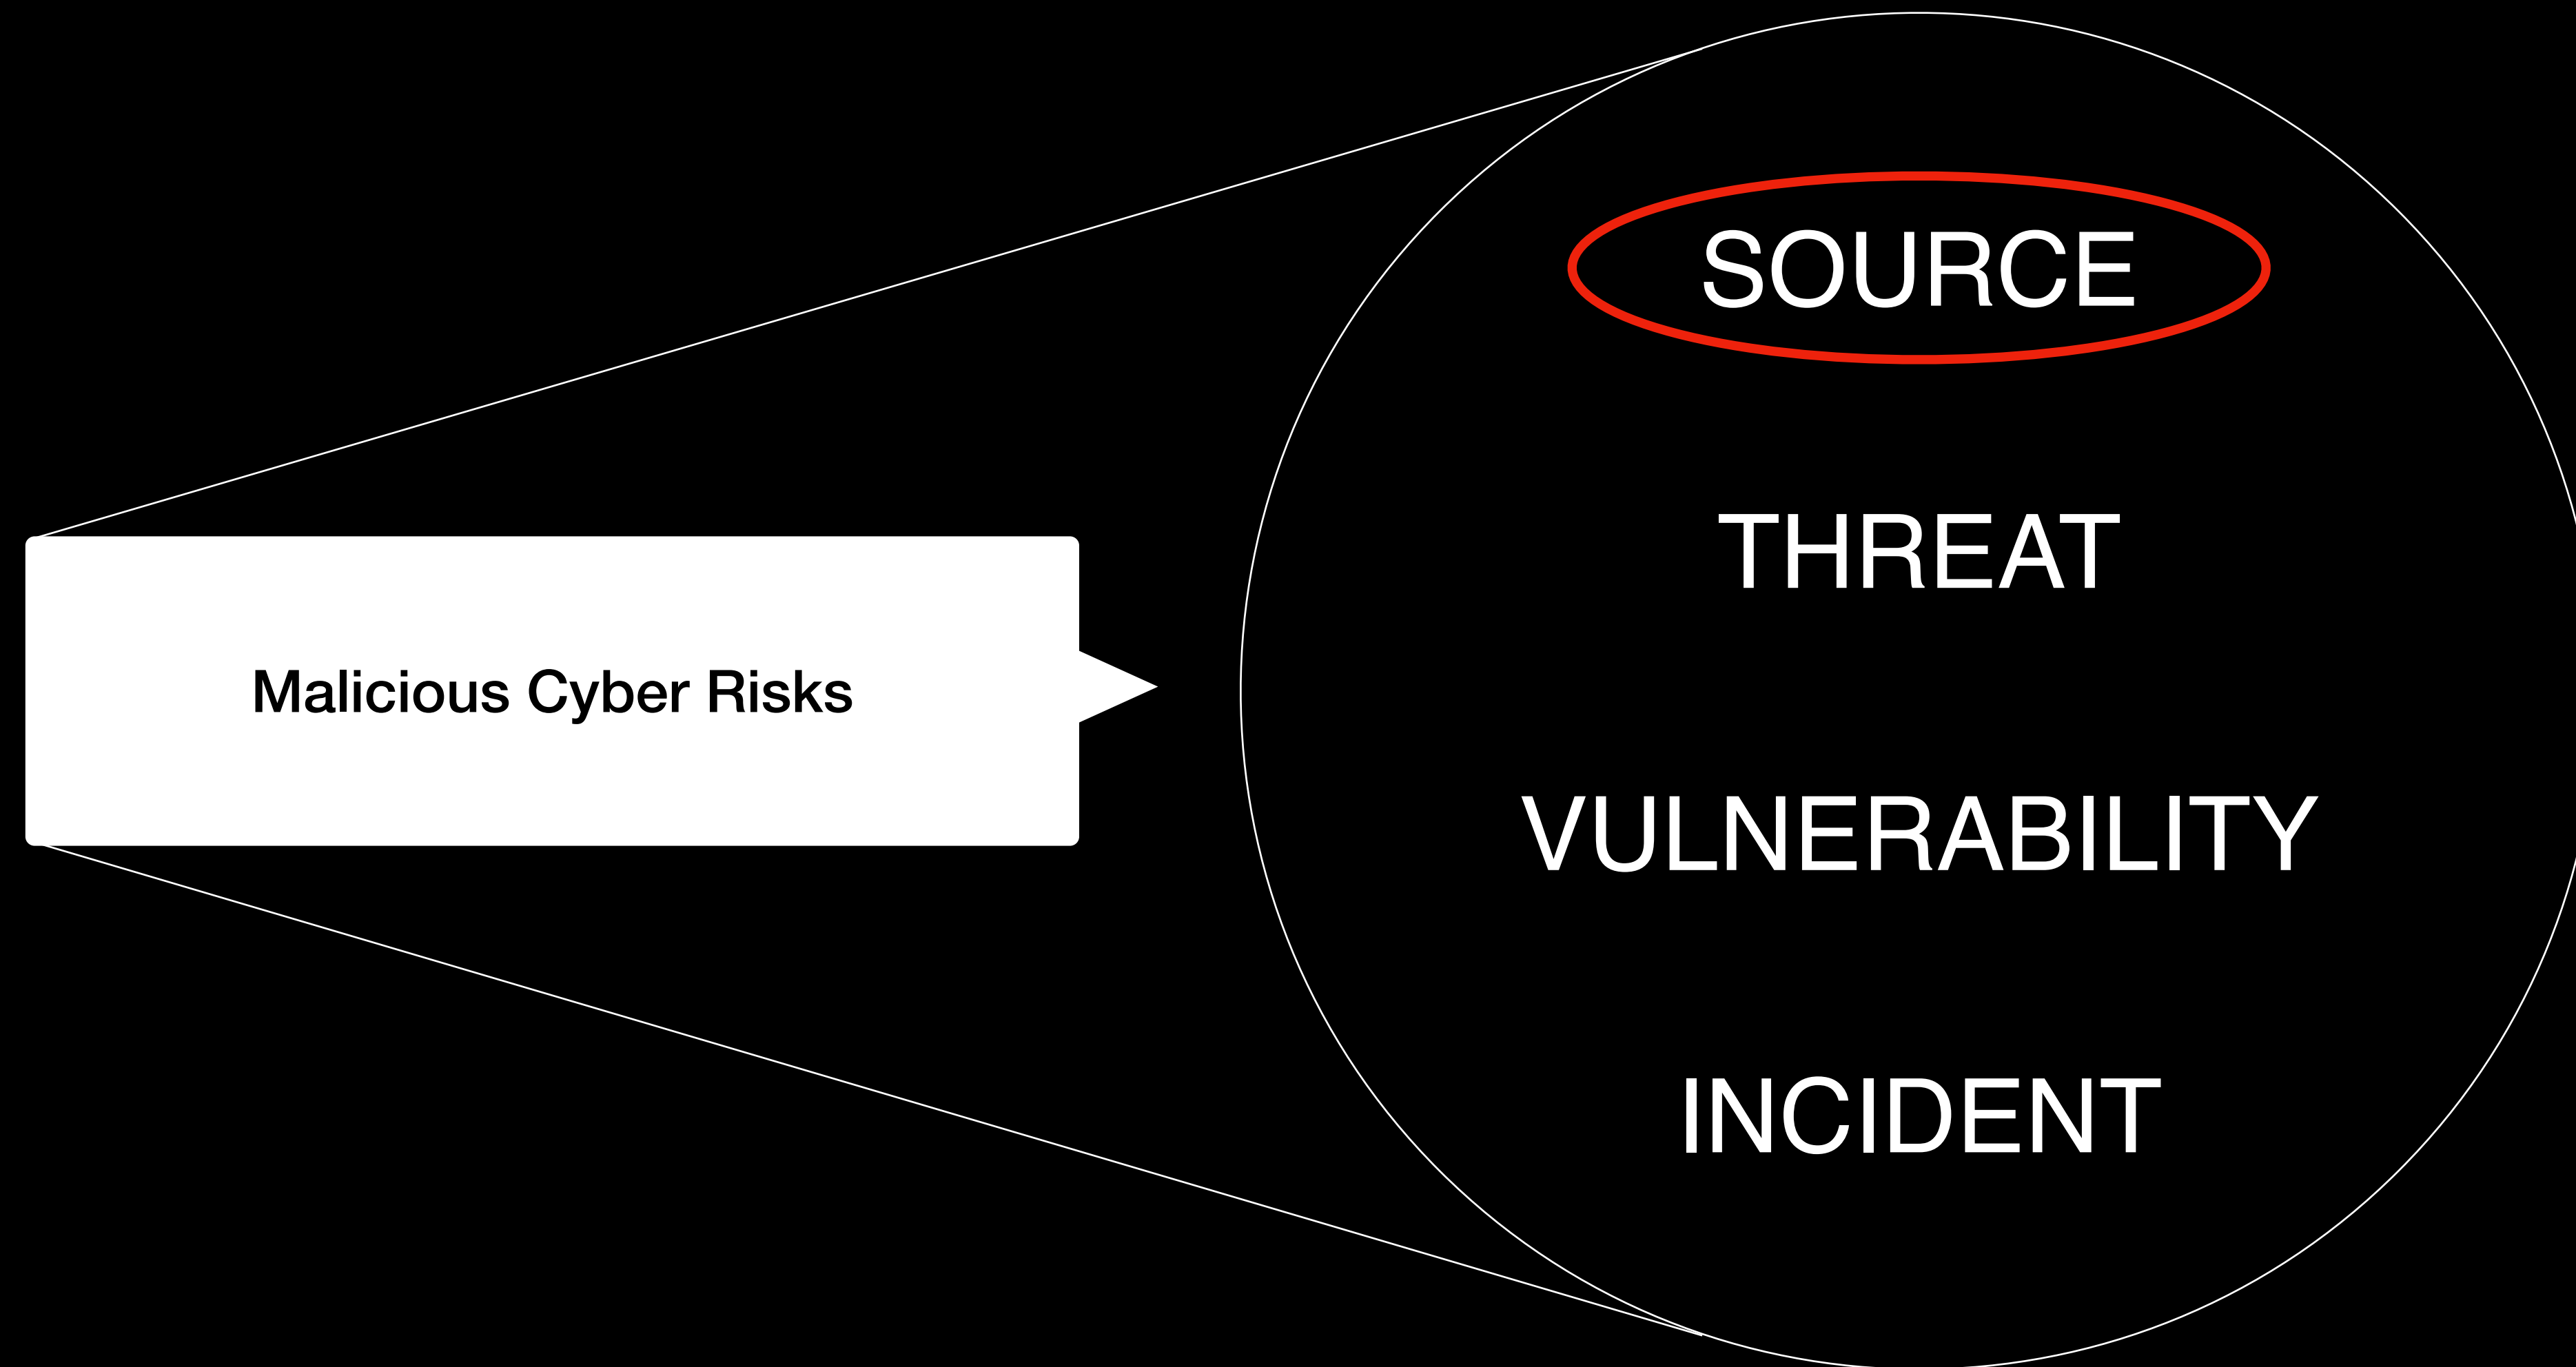 Malicious Cyber Risks
SOURCE
THREAT
VULNERABILITY
INCIDENT